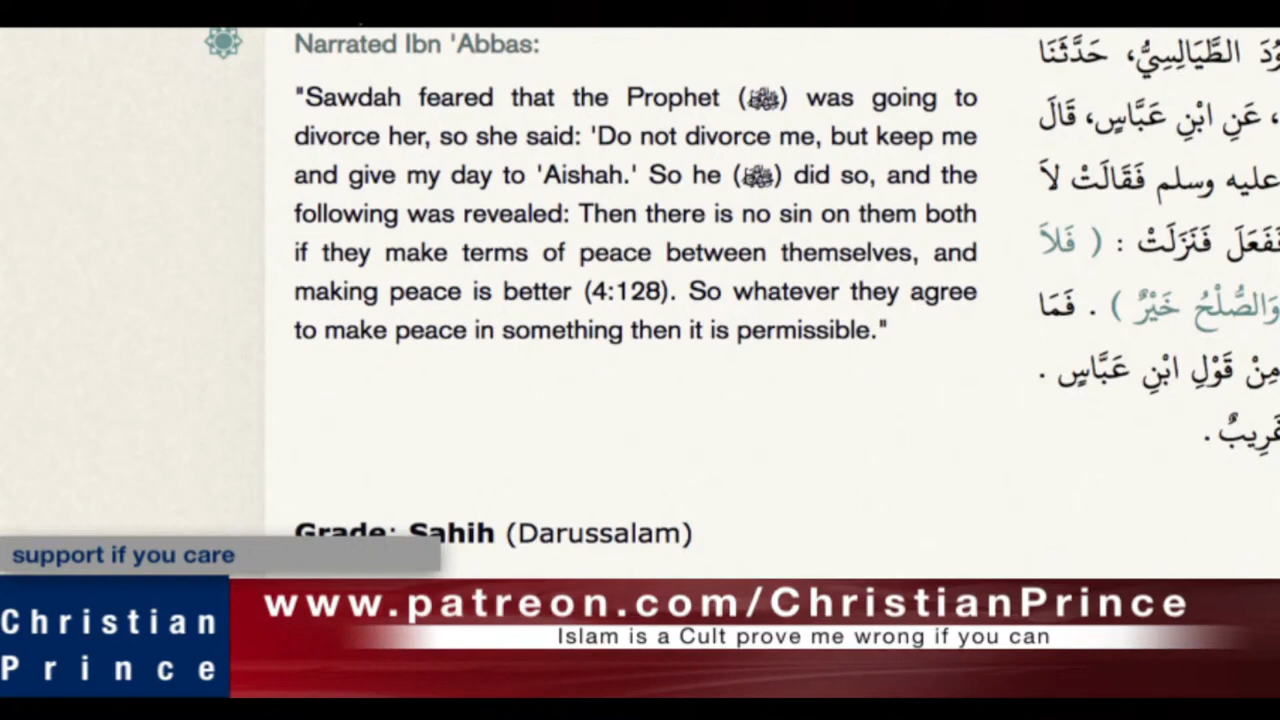 Narrated Ibn 'Abbas:
"Sawdah feared that the Prophet (ﷺ) was going to
divorce her, so she said: 'Do not divorce me, but keep me
and give my day to 'Aishah.' So he (ﷺ) did so, and the
following was revealed: Then there is no sin on them both
if they make terms of peace between themselves, and
making peace is better (4:128). So whatever they agree
to make peace in something then it is permissible."
الطَّيَالِسِيُّ، حَدَّثَنَا
، عَنِ ابْنِ عَبَّاسٍ، قَالَ
عليه وسلم فَقَالَتْ لاَ
فَفَعَلَ فَنَزَلَتْ : ( فَلاَ
وَالصُّلْحُ خَيْرٌ ) . فَمَا
مِنْ قَوْلِ ابْنِ عَبَّاسٍ .
غَرِيبٌ .
Grade: Sahih (Darussalam)
support if you care
Christian
Prince
www.patreon.com/ChristianPrince
Islam is a Cult prove me wrong if you can